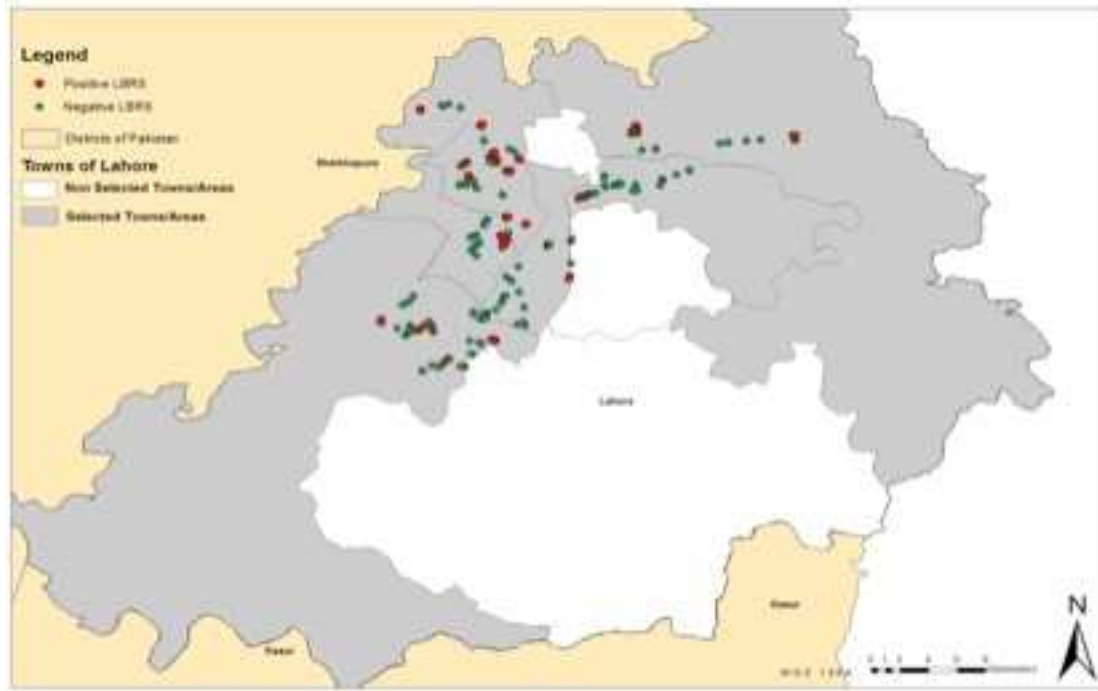 Legend
Positive LBRS
Negative LBRS
Districts of Pakistan
Towns of Lahore
Non Selected Towns/Areas
Selected Towns/Areas
Sheikhupura
Lahore
Kasur
Kasur
N